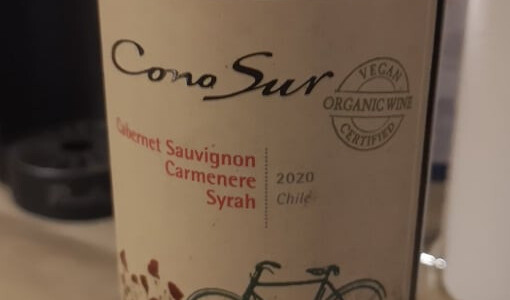 Cono Sur
VEGAN
ORGANIC WINE
CERTIFIED
Cabernet Sauvignon
Carmenere
Syrah
2020
Chile